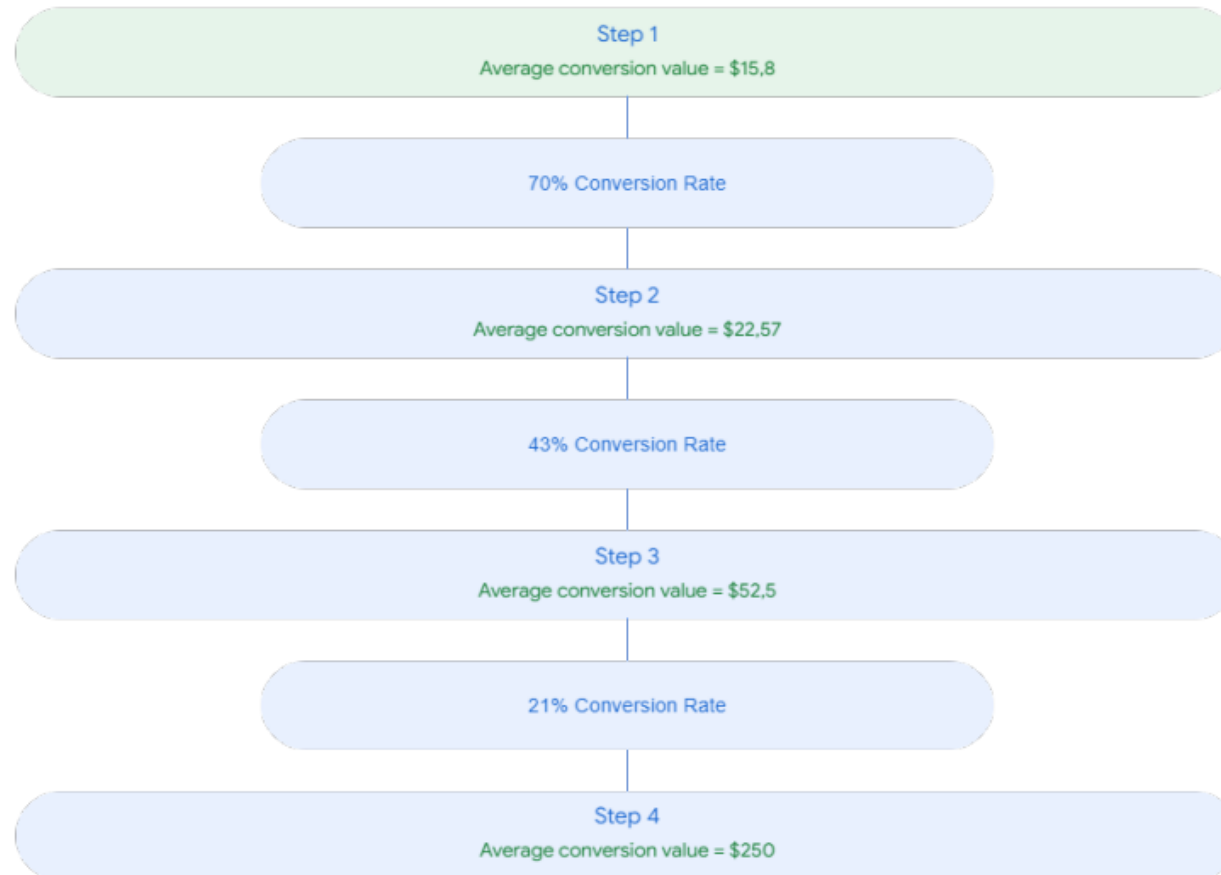 Step 1
Average conversion value = $15,8
70% Conversion Rate
Step 2
Average conversion value = $22,57
43% Conversion Rate
Step 3
Average conversion value = $52,5
21% Conversion Rate
Step 4
Average conversion value = $250